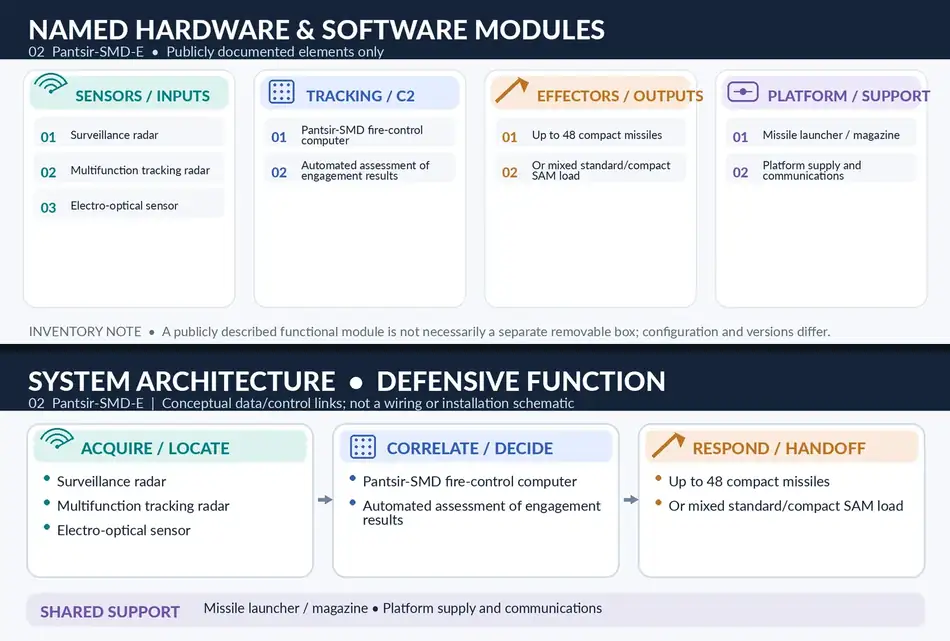 NAMED HARDWARE & SOFTWARE MODULES
02 Pantsir-SMD-E • Publicly documented elements only
SENSORS / INPUTS
01 Surveillance radar
02 Multifunction tracking radar
03 Electro-optical sensor
TRACKING / C2
01 Pantsir-SMD fire-control
computer
02 Automated assessment of
engagement results
EFFECTORS / OUTPUTS
01 Up to 48 compact missiles
02 Or mixed standard/compact
SAM load
PLATFORM / SUPPORT
01 Missile launcher / magazine
02 Platform supply and
communications
INVENTORY NOTE • A publicly described functional module is not necessarily a separate removable box; configuration and versions differ.
SYSTEM ARCHITECTURE • DEFENSIVE FUNCTION
02 Pantsir-SMD-E | Conceptual data/control links; not a wiring or installation schematic
ACQUIRE / LOCATE
• Surveillance radar
• Multifunction tracking radar
• Electro-optical sensor
CORRELATE / DECIDE
• Pantsir-SMD fire-control computer
• Automated assessment of engagement
results
RESPOND / HANDOFF
• Up to 48 compact missiles
• Or mixed standard/compact SAM load
SHARED SUPPORT Missile launcher / magazine • Platform supply and communications